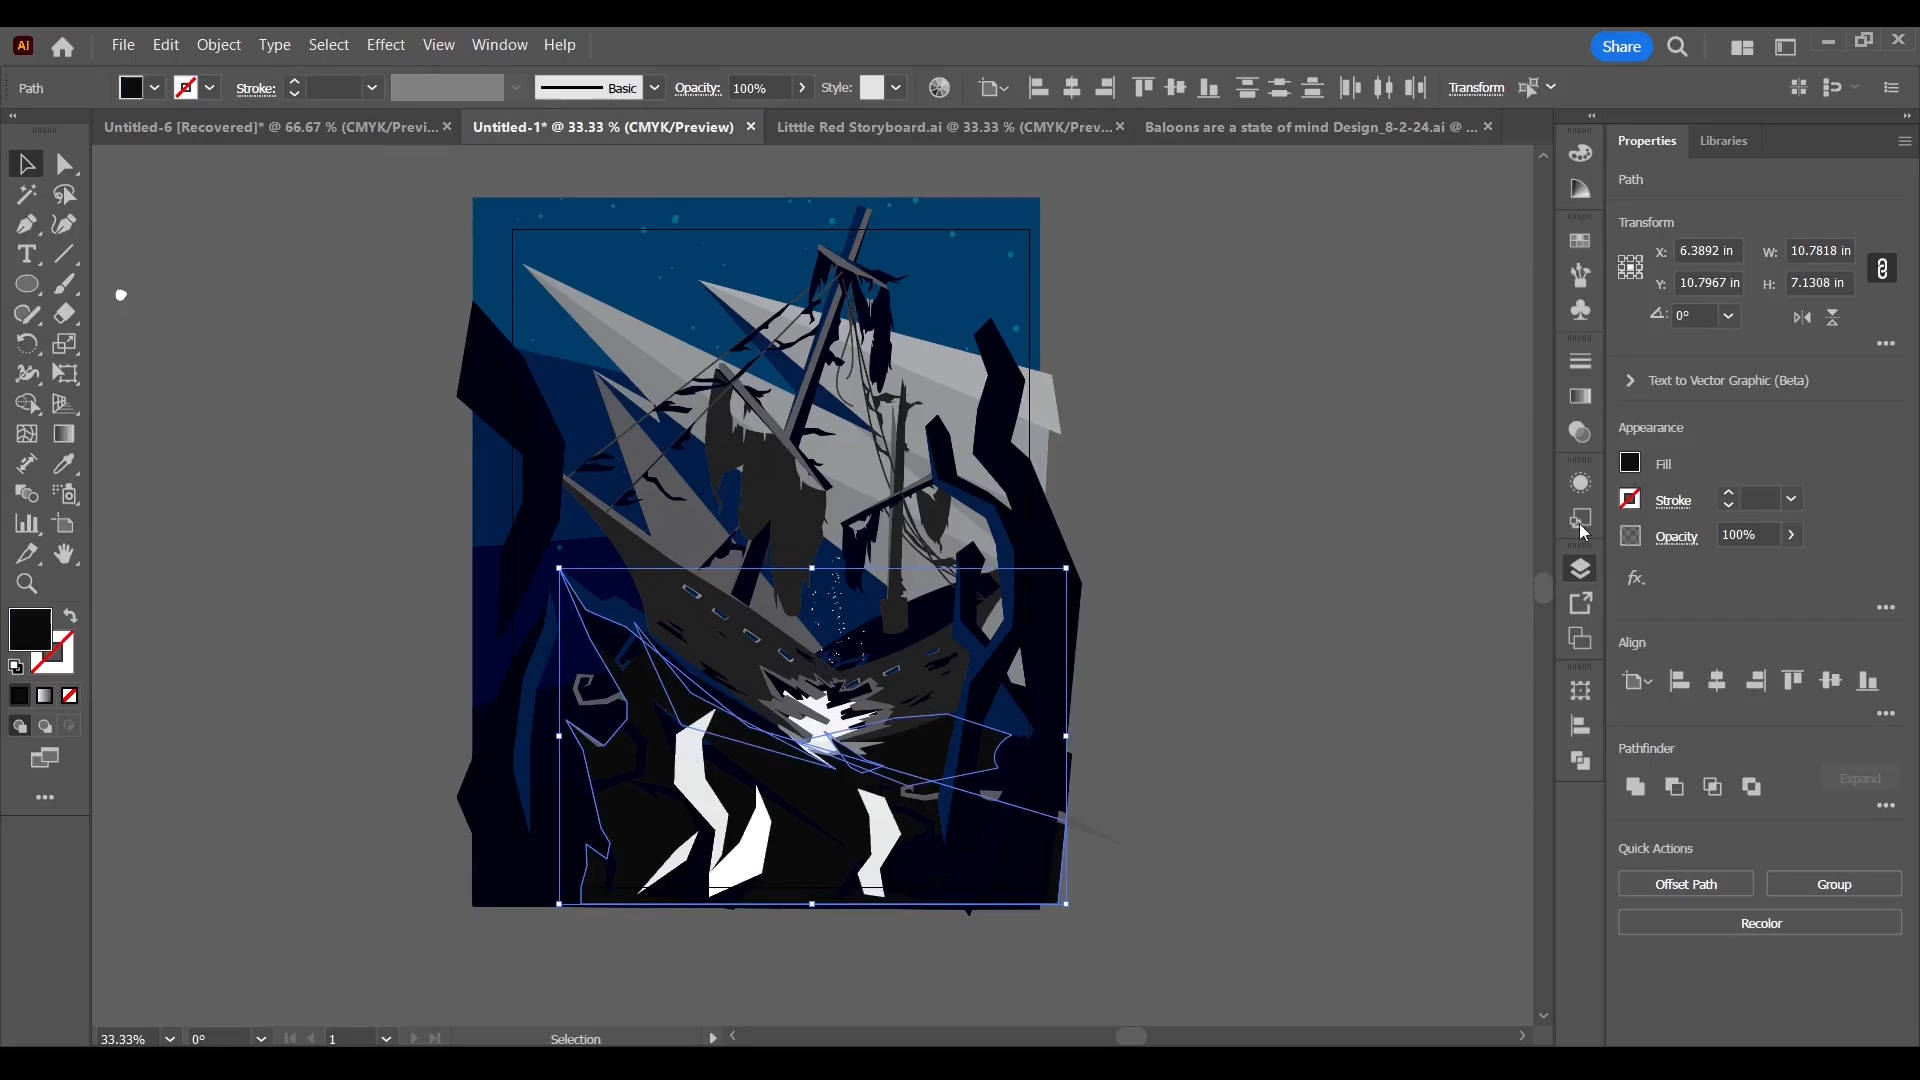 Ai File Edit Object Type Select Effect View Window Help Share
Path Stroke: Basic Opacity: 100% Style: Transform
Untitled-6 [Recovered]* @ 66.67 % (CMYK/Previ... Untitled-1* @ 33.33 % (CMYK/Preview) Litttle Red Storyboard.ai @ 33.33 % (CMYK/Prev... Baloons are a state of mind Design_8-2-24.ai @ ...
Properties Libraries
Path
Transform
X: 6.3892 in W: 10.7818 in
Y: 10.7967 in H: 7.1308 in
0°
Text to Vector Graphic (Beta)
Appearance
Fill
Stroke
Opacity 100%
fx.
Align
Pathfinder
Expand
Quick Actions
Offset Path Group
Recolor
33.33% 0° 1 Selection